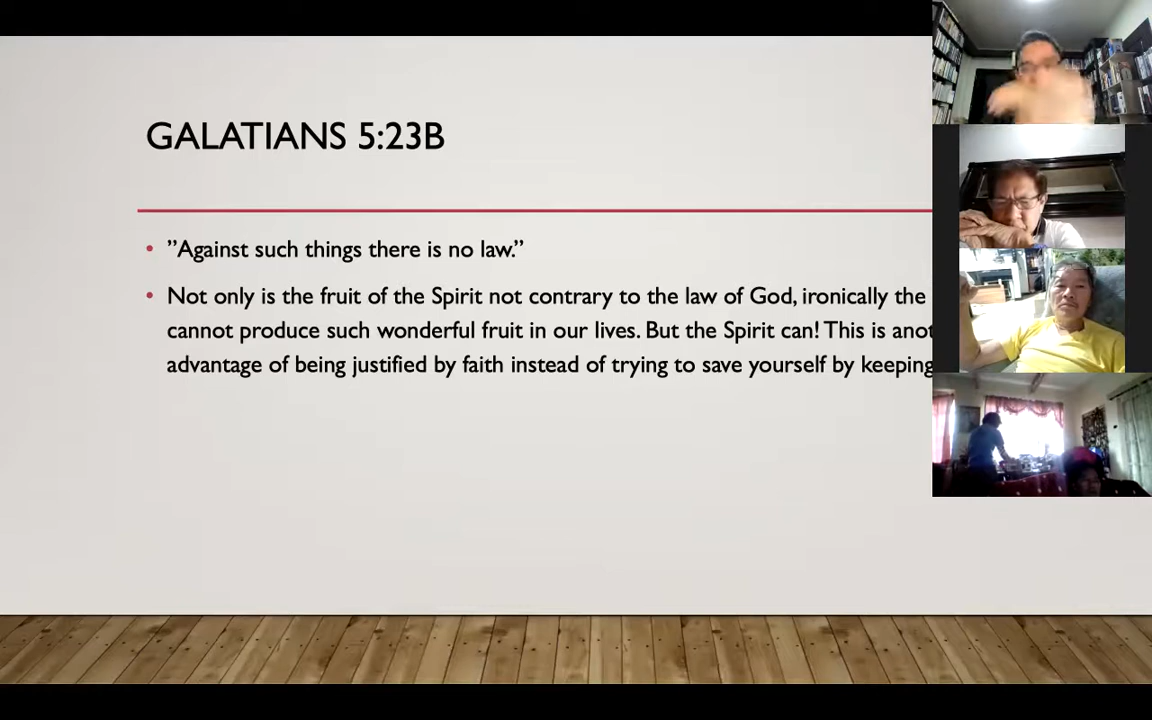 GALATIANS 5:23B
”Against such things there is no law.”
Not only is the fruit of the Spirit not contrary to the law of God, ironically the
cannot produce such wonderful fruit in our lives. But the Spirit can! This is
advantage of being justified by faith instead of trying to save yourself by keeping